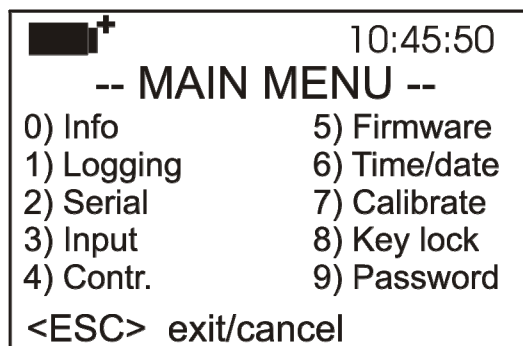 10:45:50
-- MAIN MENU --
0) Info 5) Firmware
1) Logging 6) Time/date
2) Serial 7) Calibrate
3) Input 8) Key lock
4) Contr. 9) Password
<ESC> exit/cancel